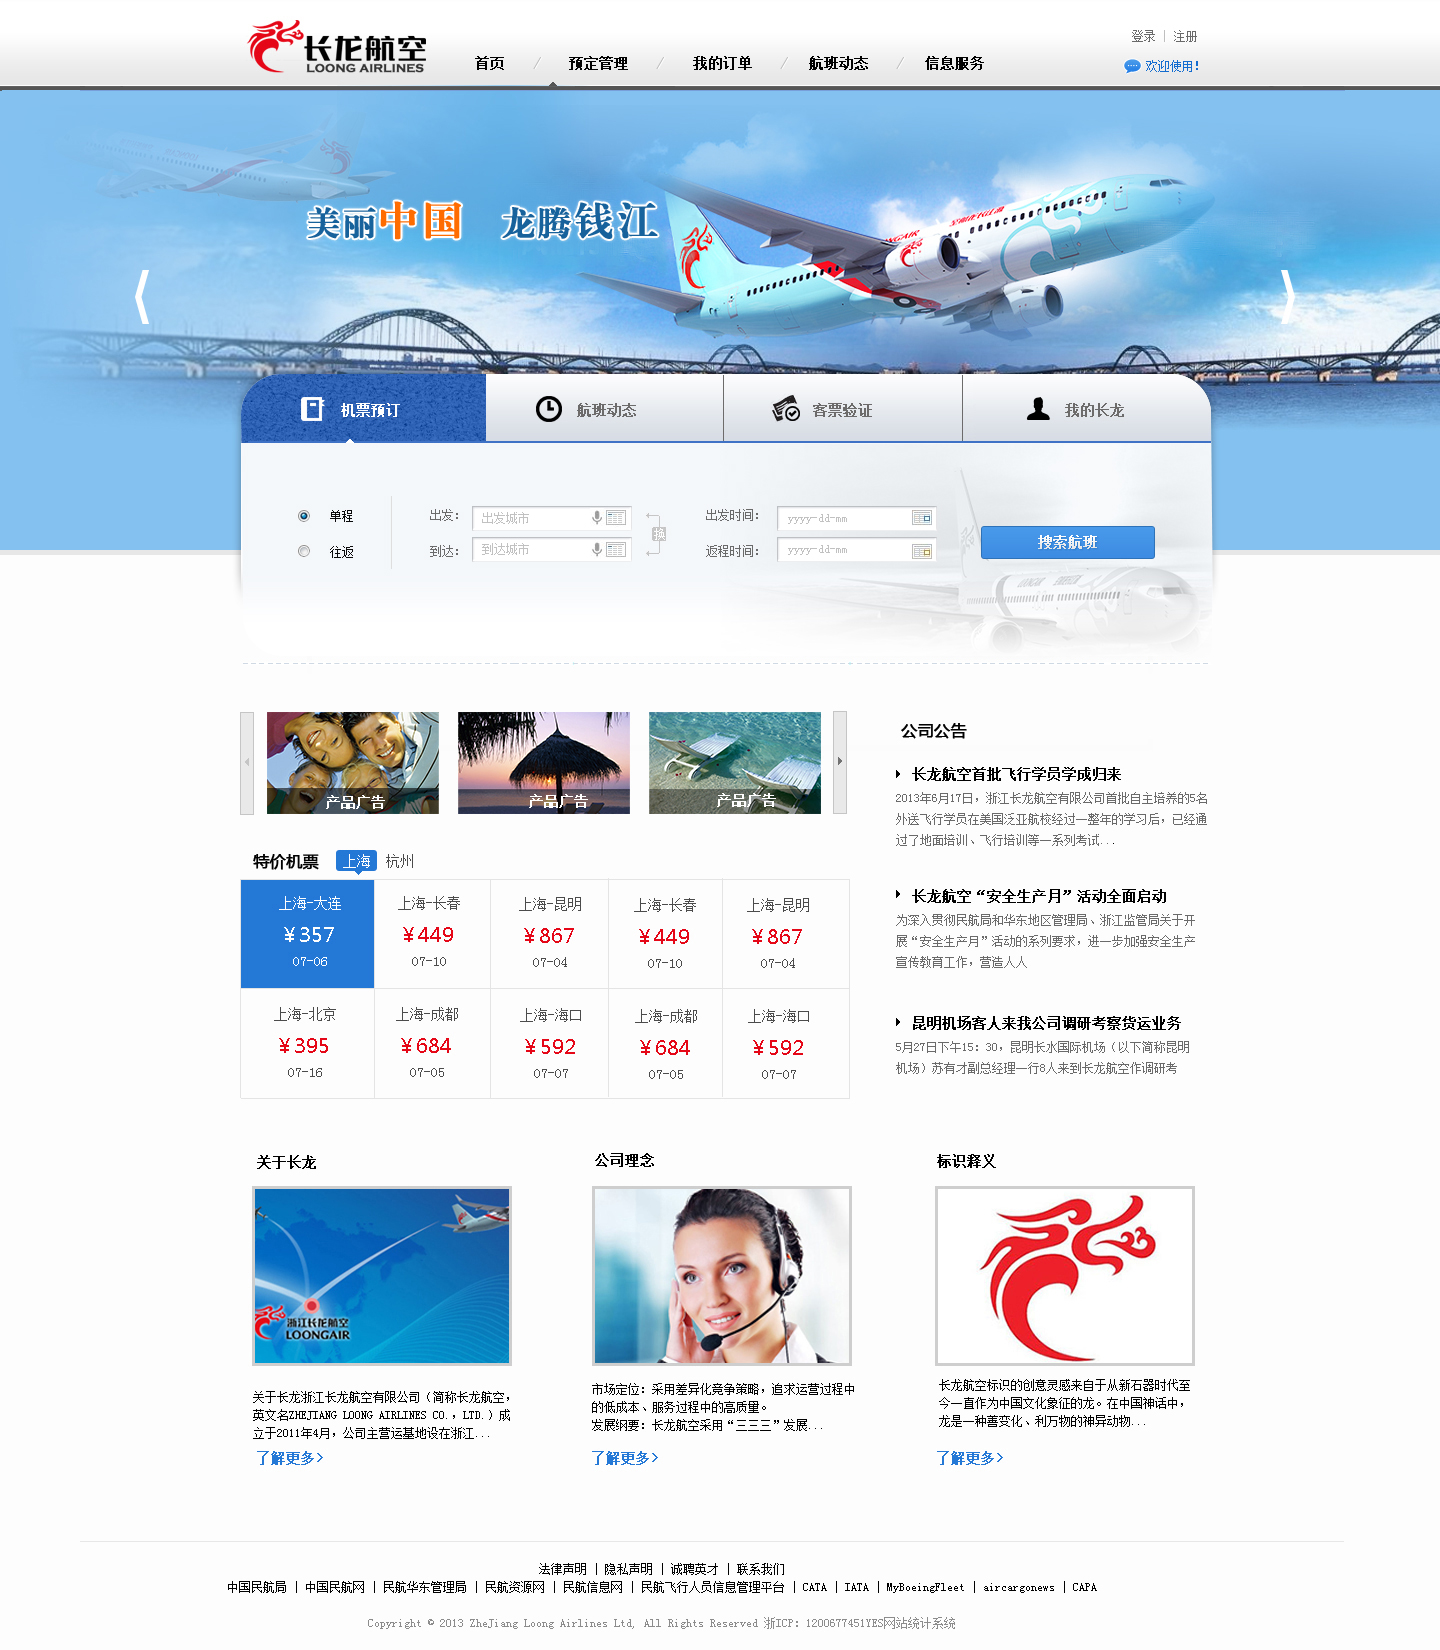 长龙航空
LOONG AIRLINES
首页 / 预定管理 / 我的订单 / 航班动态 / 信息服务
登录 | 注册
欢迎使用!
美丽中国 龙腾钱江
机票预订 航班动态 客票验证 我的长龙
单程 出发: 出发城市 出发时间: yyyy-dd-mm
换
搜索航班
往返 到达: 到达城市 返程时间: yyyy-dd-mm
产品广告 产品广告 产品广告
特价机票 上海 杭州
上海-大连 上海-长春 上海-昆明 上海-长春 上海-昆明
¥357 ¥449 ¥867 ¥449 ¥867
07-06 07-10 07-04 07-10 07-04
上海-北京 上海-成都 上海-海口 上海-成都 上海-海口
¥395 ¥684 ¥592 ¥684 ¥592
07-16 07-05 07-07 07-05 07-07
公司公告
长龙航空首批飞行学员学成归来
2013年6月17日，浙江长龙航空有限公司首批自主培养的5名
外送飞行学员在美国泛亚航校经过一整年的学习后，已经通
过了地面培训、飞行培训等一系列考试...
长龙航空“安全生产月”活动全面启动
为深入贯彻民航局和华东地区管理局、浙江监管局关于开
展“安全生产月”活动的系列要求，进一步加强安全生产
宣传教育工作，营造人人
昆明机场客人来我公司调研考察货运业务
5月27日下午15：30，昆明长水国际机场（以下简称昆明
机场）苏有才副总经理一行8人来到长龙航空作调研考
关于长龙
浙江长龙航空
LOONGAIR
关于长龙浙江长龙航空有限公司（简称长龙航空，
英文名ZHEJIANG LOONG AIRLINES CO.，LTD.）成
立于2011年4月，公司主营运基地设在浙江...
了解更多>
公司理念
市场定位：采用差异化竞争策略，追求运营过程中
的低成本、服务过程中的高质量。
发展纲要：长龙航空采用“三三三”发展...
了解更多>
标识释义
长龙航空标识的创意灵感来自于从新石器时代至
今一直作为中国文化象征的龙。在中国神话中，
龙是一种善变化、利万物的神异动物...
了解更多>
法律声明 | 隐私声明 | 诚聘英才 | 联系我们
中国民航局 | 中国民航网 | 民航华东管理局 | 民航资源网 | 民航信息网 | 民航飞行人员信息管理平台 | CATA | IATA | MyBoeingFleet | aircargonews | CAPA
Copyright © 2013 ZheJiang Loong Airlines Ltd, All Rights Reserved 浙ICP：1200677451YES网站统计系统